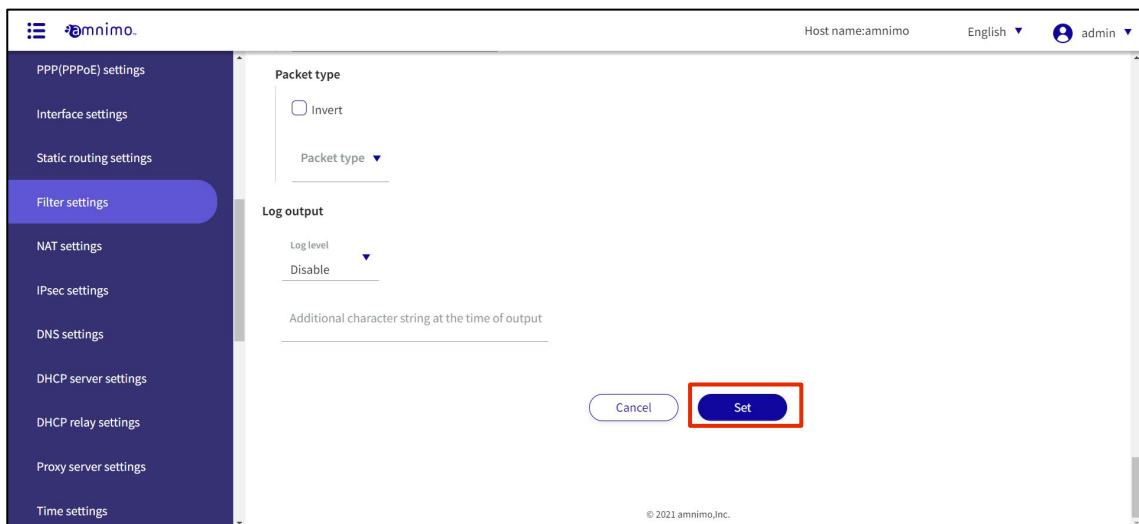 amnimo
Host name:amnimo
English
admin
PPP(PPPoE) settings
Interface settings
Static routing settings
Filter settings
NAT settings
IPsec settings
DNS settings
DHCP server settings
DHCP relay settings
Proxy server settings
Time settings
Packet type
Invert
Packet type
Log output
Log level
Disable
Additional character string at the time of output
Cancel
Set
© 2021 amnimo,Inc.